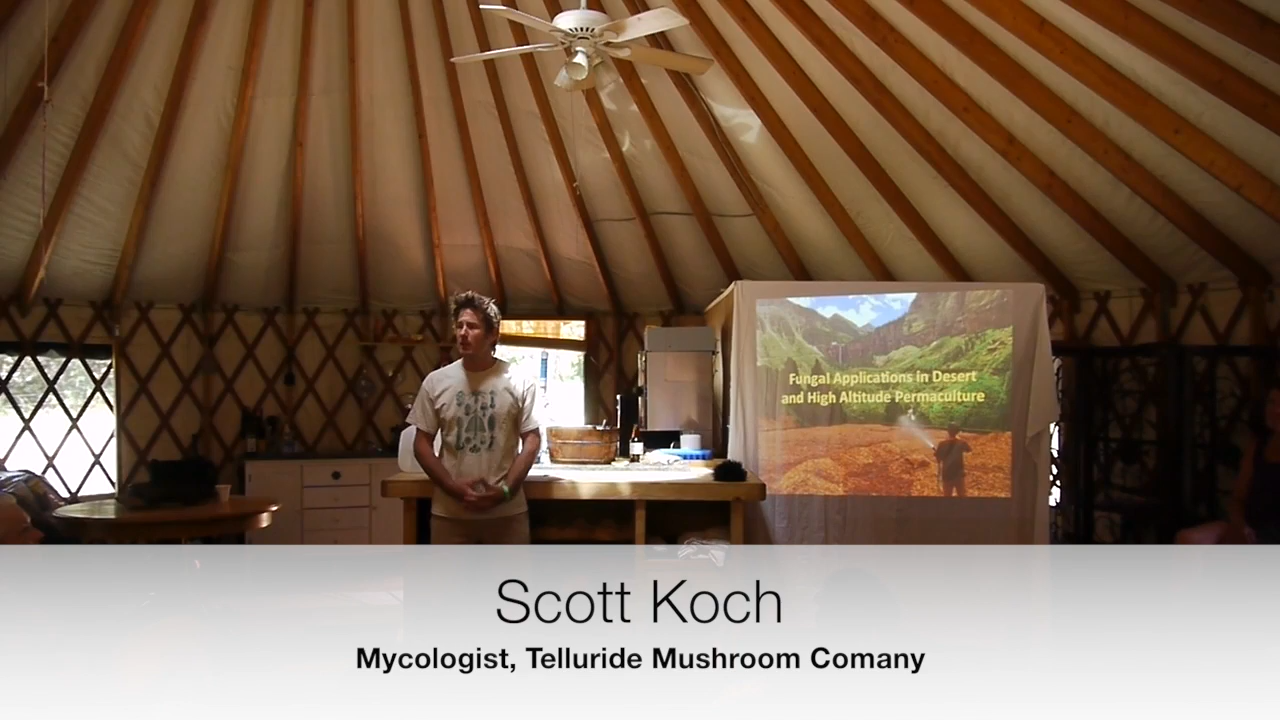 Fungal Applications in Desert
and High Altitude Permaculture
Scott Koch
Mycologist, Telluride Mushroom Comany